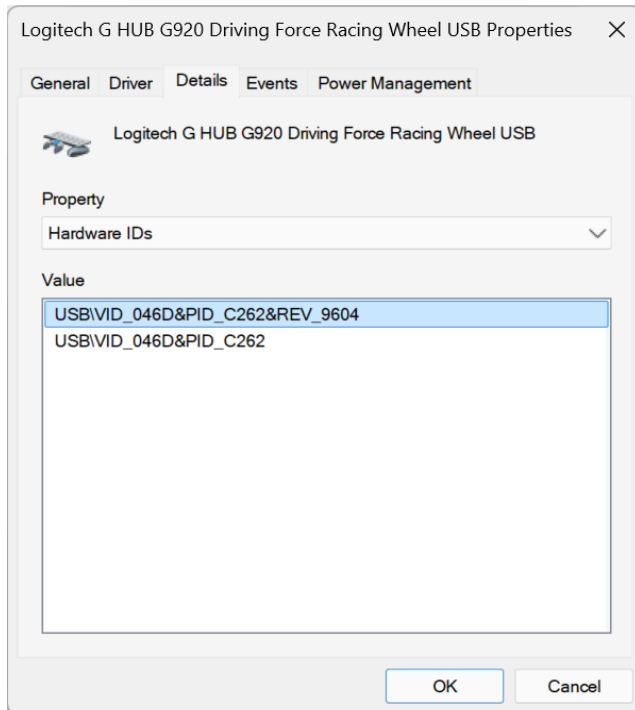 Logitech G HUB G920 Driving Force Racing Wheel USB Properties
General Driver Details Events Power Management
Logitech G HUB G920 Driving Force Racing Wheel USB
Property
Hardware IDs
Value
USB\VID_046D&PID_C262&REV_9604
USB\VID_046D&PID_C262
OK Cancel